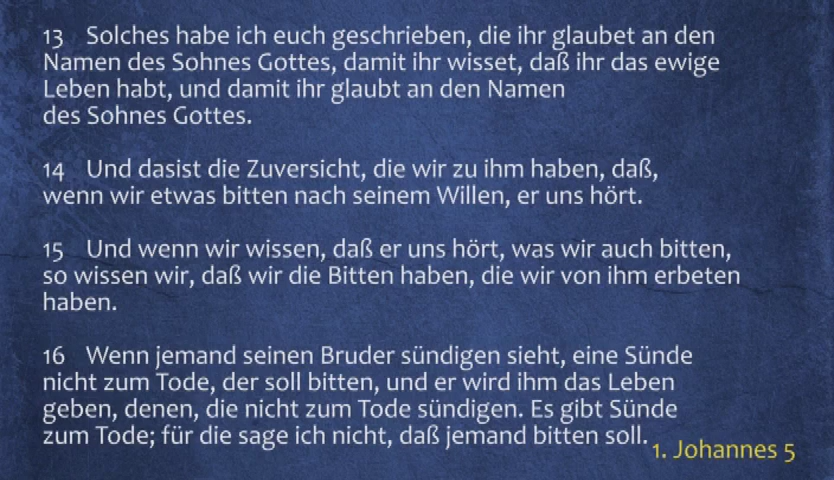 13 Solches habe ich euch geschrieben, die ihr glaubet an den
Namen des Sohnes Gottes, damit ihr wisset, daß ihr das ewige
Leben habt, und damit ihr glaubt an den Namen
des Sohnes Gottes.
14 Und dasist die Zuversicht, die wir zu ihm haben, daß,
wenn wir etwas bitten nach seinem Willen, er uns hört.
15 Und wenn wir wissen, daß er uns hört, was wir auch bitten,
so wissen wir, daß wir die Bitten haben, die wir von ihm erbeten
haben.
16 Wenn jemand seinen Bruder sündigen sieht, eine Sünde
nicht zum Tode, der soll bitten, und er wird ihm das Leben
geben, denen, die nicht zum Tode sündigen. Es gibt Sünde
zum Tode; für die sage ich nicht, daß jemand bitten soll.
1. Johannes 5